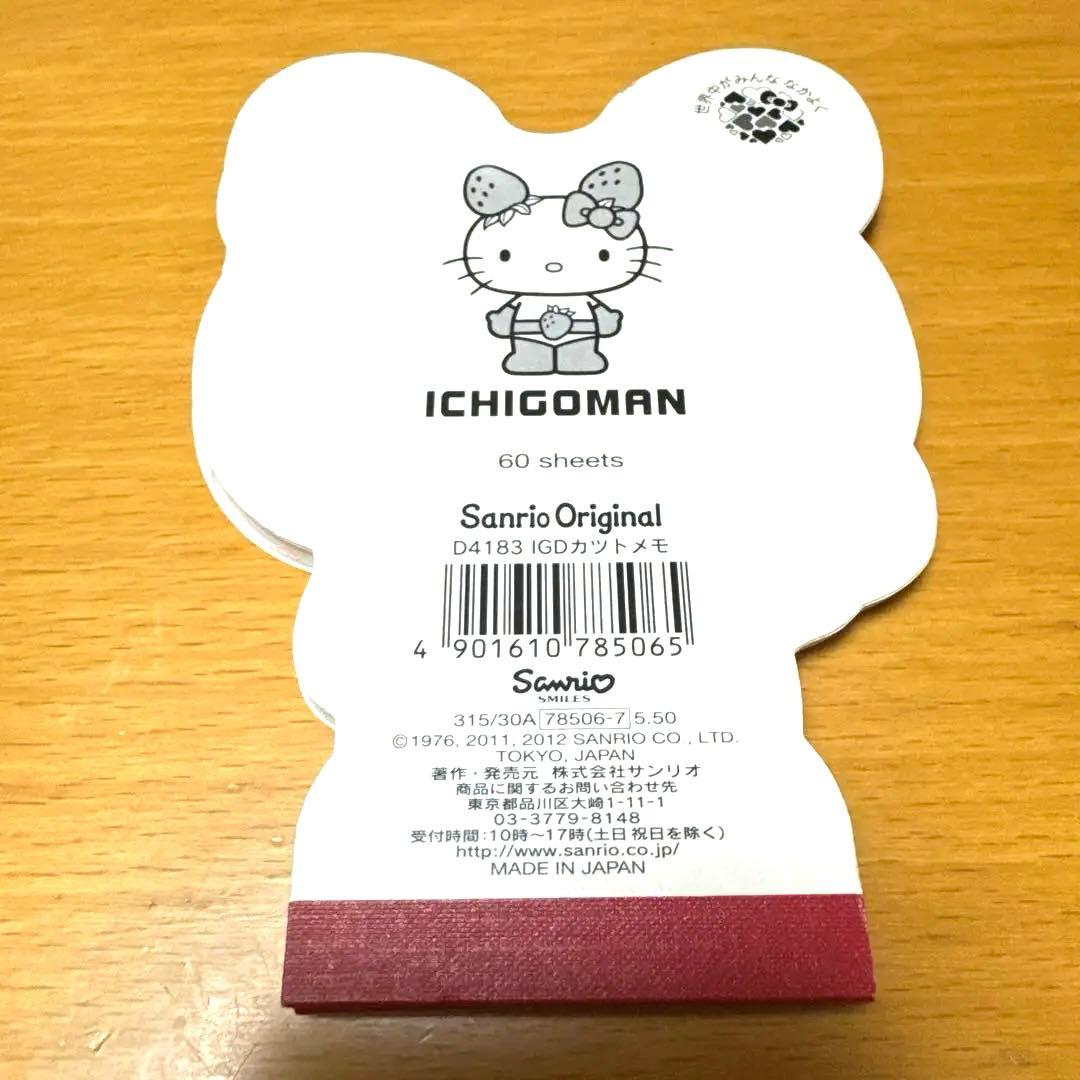 世界中がみんな なかよく
ICHIGOMAN
60 sheets
Sanrio Original
D4183 IGDカットメモ
4 901610 785065
Sanrio
SMILES
315/30A 78506-7 5.50
©1976, 2011, 2012 SANRIO CO., LTD.
TOKYO, JAPAN
著作・発売元 株式会社サンリオ
商品に関するお問い合わせ先
東京都品川区大崎1-11-1
03-3779-8148
受付時間:10時~17時(土日祝日を除く)
http://www.sanrio.co.jp/
MADE IN JAPAN